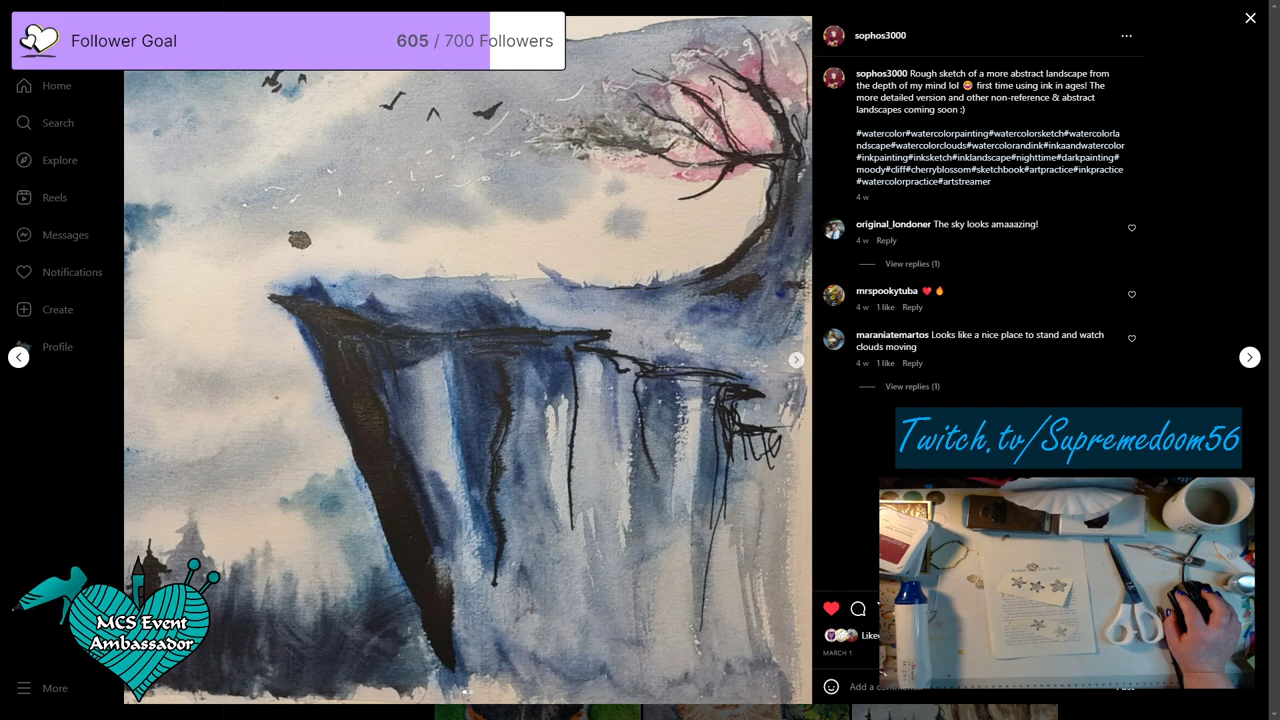 Follower Goal
605 / 700 Followers
Home
Search
Explore
Reels
Messages
Notifications
Create
Profile
More
MCS Event
Ambassador
sophos3000
sophos3000 Rough sketch of a more abstract landscape from
the depth of my mind lol 😆 first time using ink in ages! The
more detailed version and other non-reference & abstract
landscapes coming soon :)
#watercolor#watercolorpainting#watercolorsketch#watercolorla
ndscape#watercolorclouds#watercolorandink#inkaandwatercolor
#inkpainting#inksketch#inklandscape#nighttime#darkpainting#
moody#cliff#cherryblossom#sketchbook#artpractice#inkpractice
#watercolorpractice#artstreamer
4 w
original_londoner The sky looks amaaazing!
4 w Reply
View replies (1)
mrspookytuba ❤️ 🔥
4 w 1 like Reply
maraniatemartos Looks like a nice place to stand and watch
clouds moving
4 w 1 like Reply
View replies (1)
Twitch.tv/Supremedoom56
Liked
MARCH 1
Add a